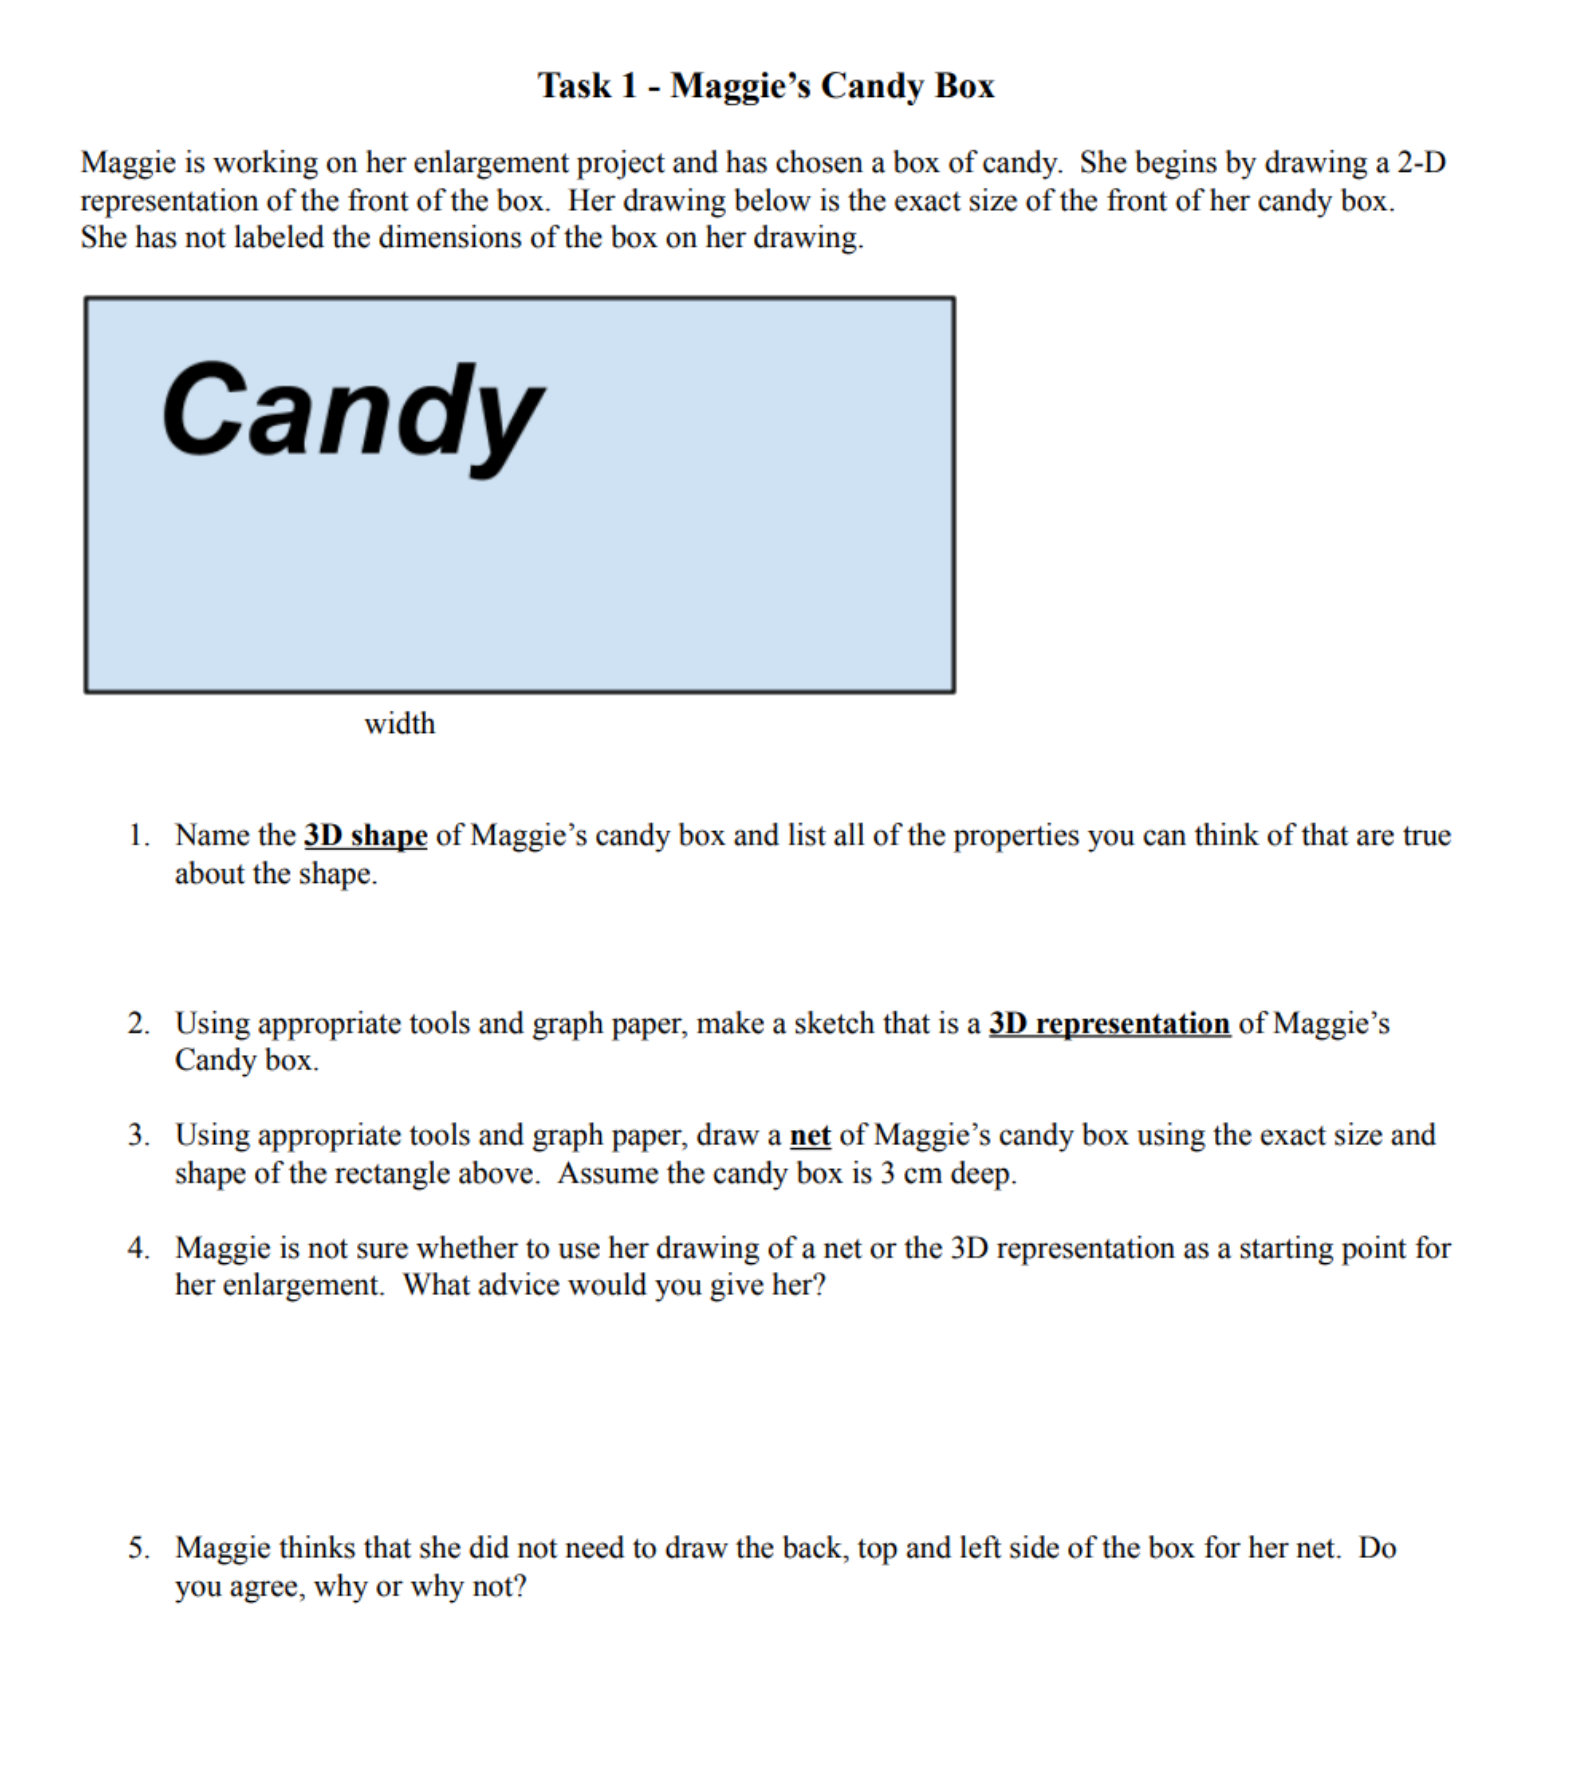 Task 1 - Maggie’s Candy Box
Maggie is working on her enlargement project and has chosen a box of candy.  She begins by drawing a 2-D
representation of the front of the box.  Her drawing below is the exact size of the front of her candy box.
She has not labeled the dimensions of the box on her drawing.
Candy
width
1. Name the 3D shape of Maggie’s candy box and list all of the properties you can think of that are true
about the shape.
2. Using appropriate tools and graph paper, make a sketch that is a 3D representation of Maggie’s
Candy box.
3. Using appropriate tools and graph paper, draw a net of Maggie’s candy box using the exact size and
shape of the rectangle above.  Assume the candy box is 3 cm deep.
4. Maggie is not sure whether to use her drawing of a net or the 3D representation as a starting point for
her enlargement.  What advice would you give her?
5. Maggie thinks that she did not need to draw the back, top and left side of the box for her net.  Do
you agree, why or why not?